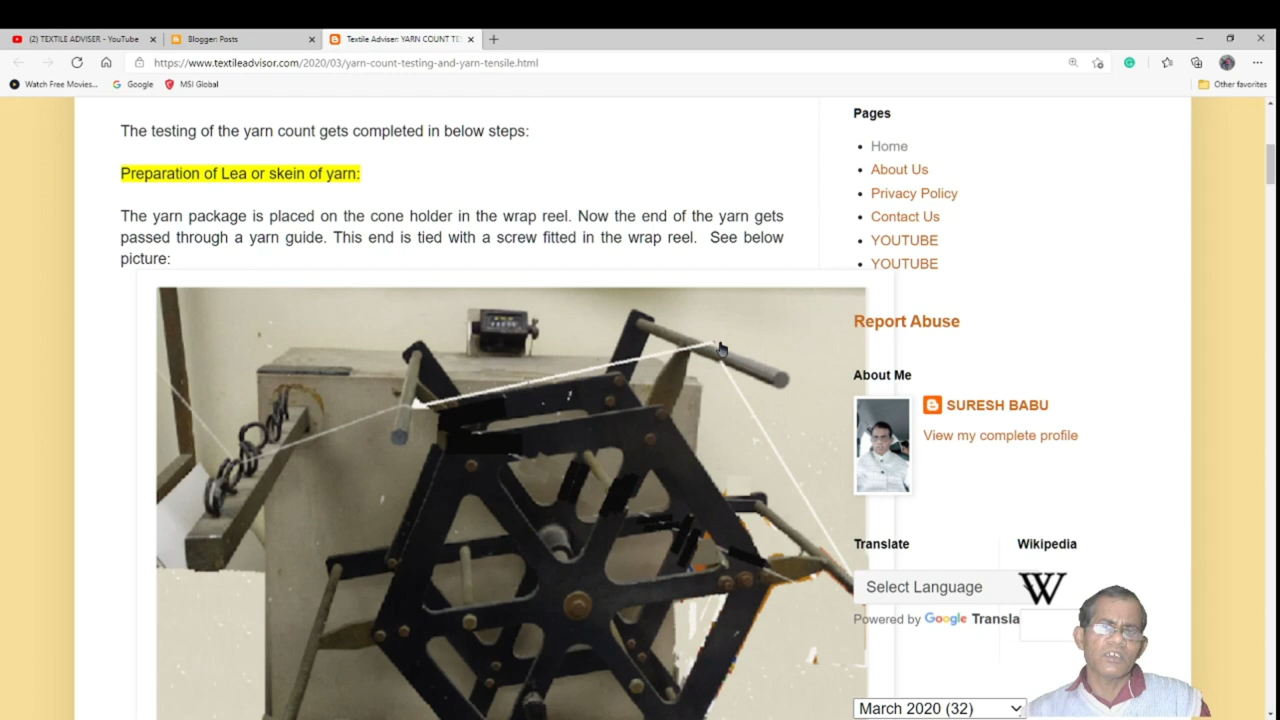 (2) TEXTILE ADVISER - YouTube
Blogger: Posts
Textile Adviser: YARN COUNT TE
https://www.textileadvisor.com/2020/03/yarn-count-testing-and-yarn-tensile.html
Watch Free Movies...
Google
MSI Global
Other favorites
The testing of the yarn count gets completed in below steps:
Preparation of Lea or skein of yarn:
The yarn package is placed on the cone holder in the wrap reel. Now the end of the yarn gets
passed through a yarn guide. This end is tied with a screw fitted in the wrap reel. See below
picture:
Pages
Home
About Us
Privacy Policy
Contact Us
YOUTUBE
YOUTUBE
Report Abuse
About Me
SURESH BABU
View my complete profile
Translate
Select Language
Powered by Google Transla
Wikipedia
W
March 2020 (32)